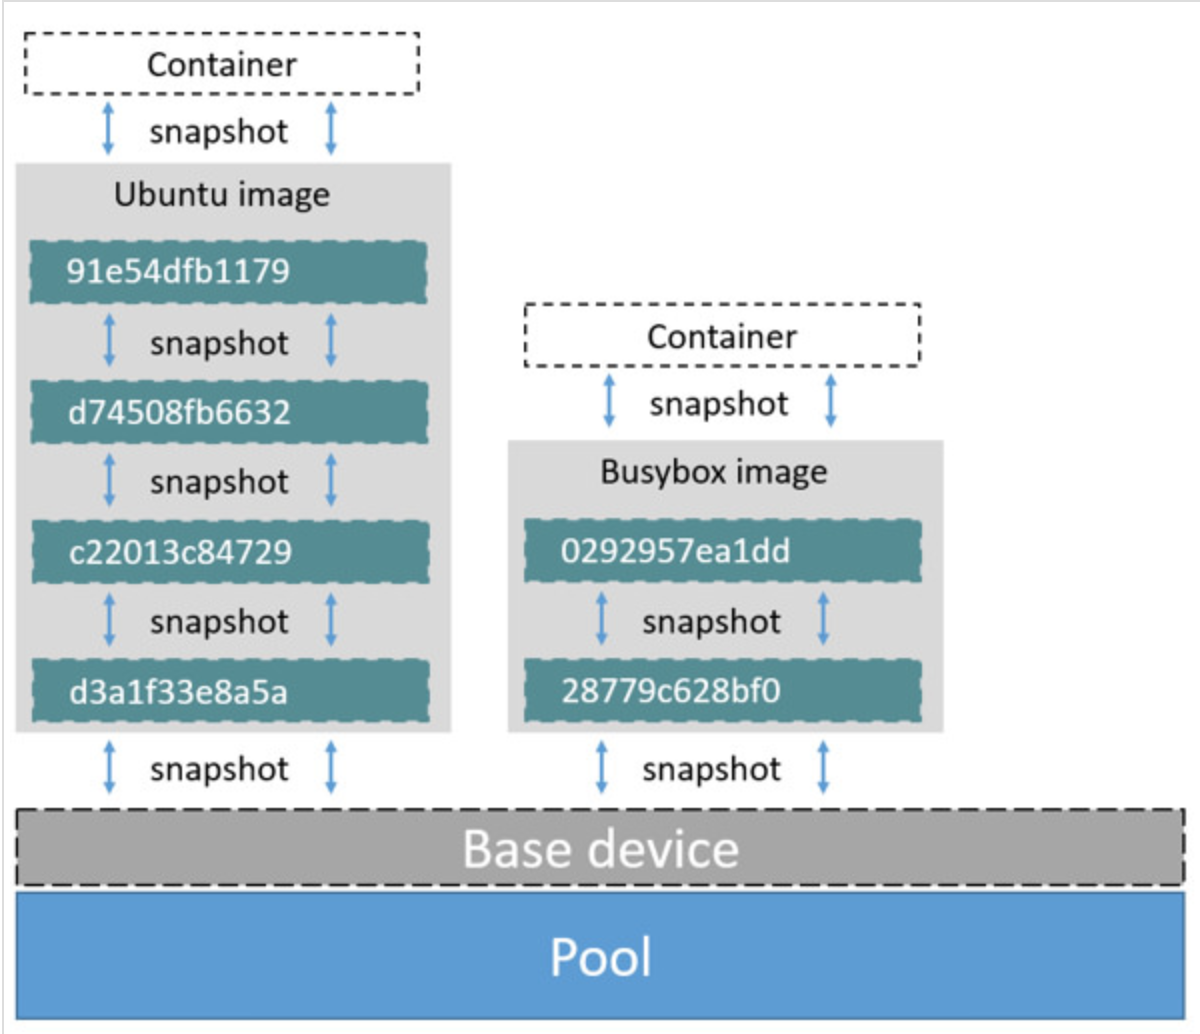 Container
snapshot
Ubuntu image
91e54dfb1179
snapshot
d74508fb6632
snapshot
c22013c84729
snapshot
d3a1f33e8a5a
snapshot
Container
snapshot
Busybox image
0292957ea1dd
snapshot
28779c628bf0
snapshot
Base device
Pool